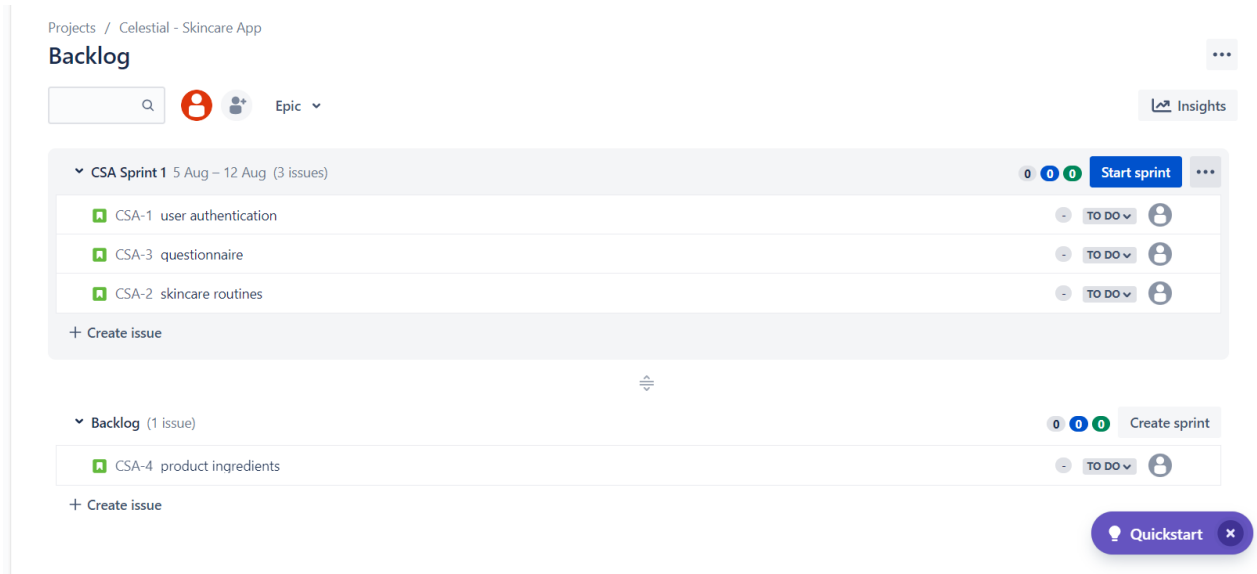 Projects / Celestial - Skincare App
Backlog
Epic
Insights
CSA Sprint 1 5 Aug – 12 Aug (3 issues) 0 0 0 Start sprint
CSA-1 user authentication - TO DO
CSA-3 questionnaire - TO DO
CSA-2 skincare routines - TO DO
+ Create issue
Backlog (1 issue) 0 0 0 Create sprint
CSA-4 product ingredients - TO DO
+ Create issue
Quickstart